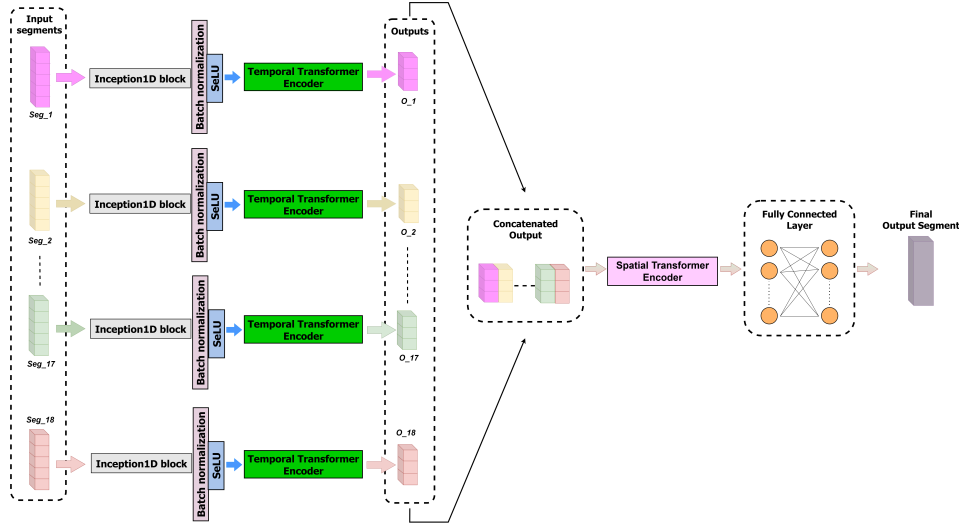 Input
segments
Seg_1
Inception1D block
Batch normalization
SeLU
Temporal Transformer
Encoder
Outputs
O_1
Seg_2
Inception1D block
Batch normalization
SeLU
Temporal Transformer
Encoder
O_2
Seg_17
Inception1D block
Batch normalization
SeLU
Temporal Transformer
Encoder
O_17
Seg_18
Inception1D block
Batch normalization
SeLU
Temporal Transformer
Encoder
O_18
Concatenated
Output
Spatial Transformer
Encoder
Fully Connected
Layer
Final
Output Segment